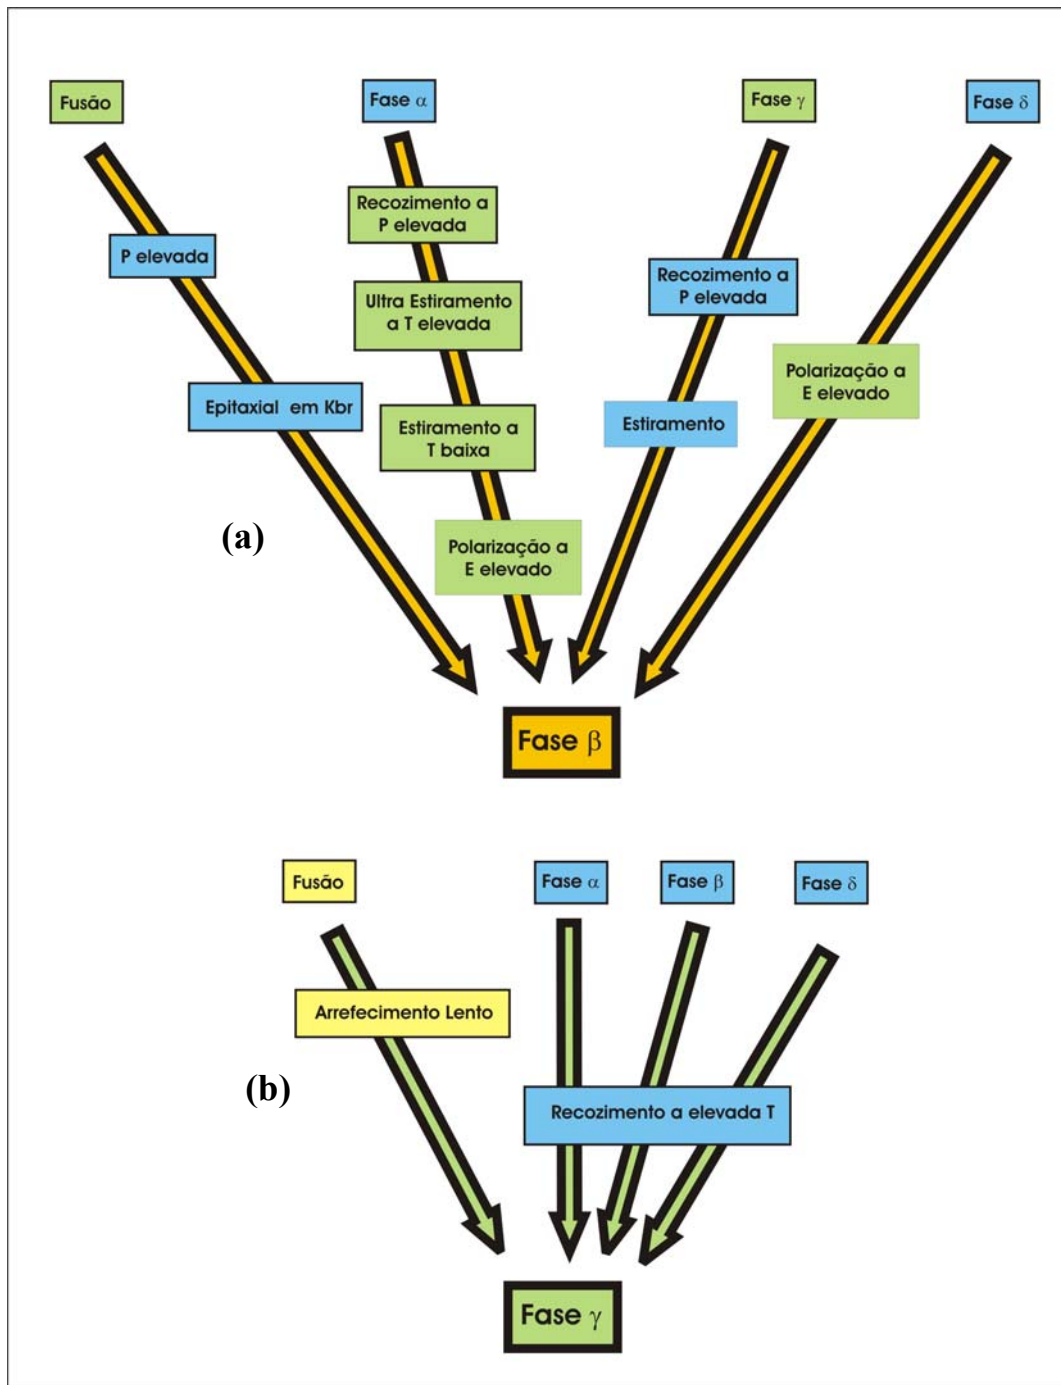 Fusão
Fase α
Fase γ
Fase δ
Recozimento a
P elevada
P elevada
Recozimento a
P elevada
Ultra Estiramento
a T elevada
Polarização a
E elevado
Epitaxial em Kbr
Estiramento a
T baixa
Estiramento
(a)
Polarização a
E elevado
Fase β
Fusão
Fase α
Fase β
Fase δ
Arrefecimento Lento
(b)
Recozimento a elevada T
Fase γ